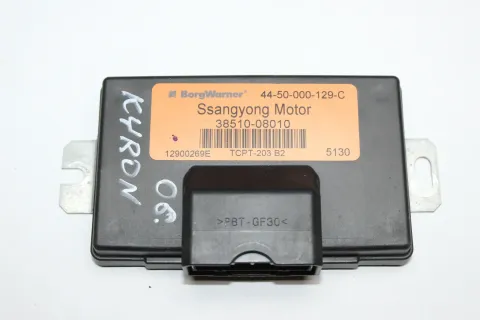 BorgWarner 44-50-000-129-C
Ssangyong Motor
38510-08010
12900269E TCPT-203 B2 5130
>PBT-GF30<
KYRON
06.